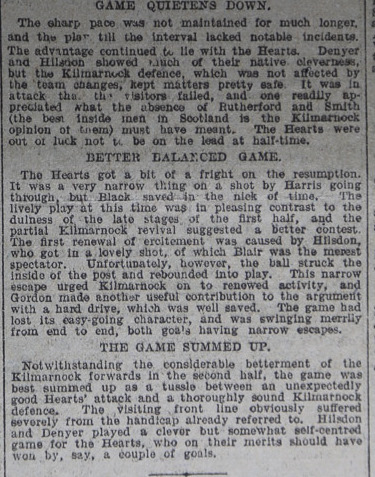 GAME QUIETENS DOWN.
The sharp pace was not maintained for much longer,
and the play till the interval lacked notable incidents.
The advantage continued to lie with the Hearts. Denyer
and Hilsdon showed much of their native cleverness,
but the Kilmarnock defence, which was not affected by
the team changes, kept matters pretty safe. It was in
attack that the visitors failed, and one readily ap-
preciated what the absence of Rutherford and Smith
(the best inside men in Scotland is the Kilmarnock
opinion of them) must have meant. The Hearts were
out of luck not to be on the lead at half-time.
BETTER BALANCED GAME.
The Hearts got a bit of a fright on the resumption.
It was a very narrow thing on a shot by Harris going
through, but Black saved in the nick of time. The
lively play at this time was in pleasing contrast to the
dulness of the late stages of the first half, and the
partial Kilmarnock revival suggested a better contest.
The first renewal of excitement was caused by Hilsdon,
who got in a lovely shot, of which Blair was the merest
spectator. Unfortunately, however, the ball struck the
inside of the post and rebounded into play. This narrow
escape urged Kilmarnock on to renewed activity, and
Gordon made another useful contribution to the argument
with a hard drive, which was well saved. The game had
lost its easy-going character, and was swinging merrily
from end to end, both goals having narrow escapes.
THE GAME SUMMED UP.
Notwithstanding the considerable betterment of the
Kilmarnock forwards in the second half, the game was
best summed up as a tussle between an unexpectedly
good Hearts' attack and a thoroughly sound Kilmarnock
defence. The visiting front line obviously suffered
severely from the handicap already referred to. Hilsdon
and Denyer played a clever but somewhat self-centred
game for the Hearts, who on their merits should have
won by, say, a couple of goals.